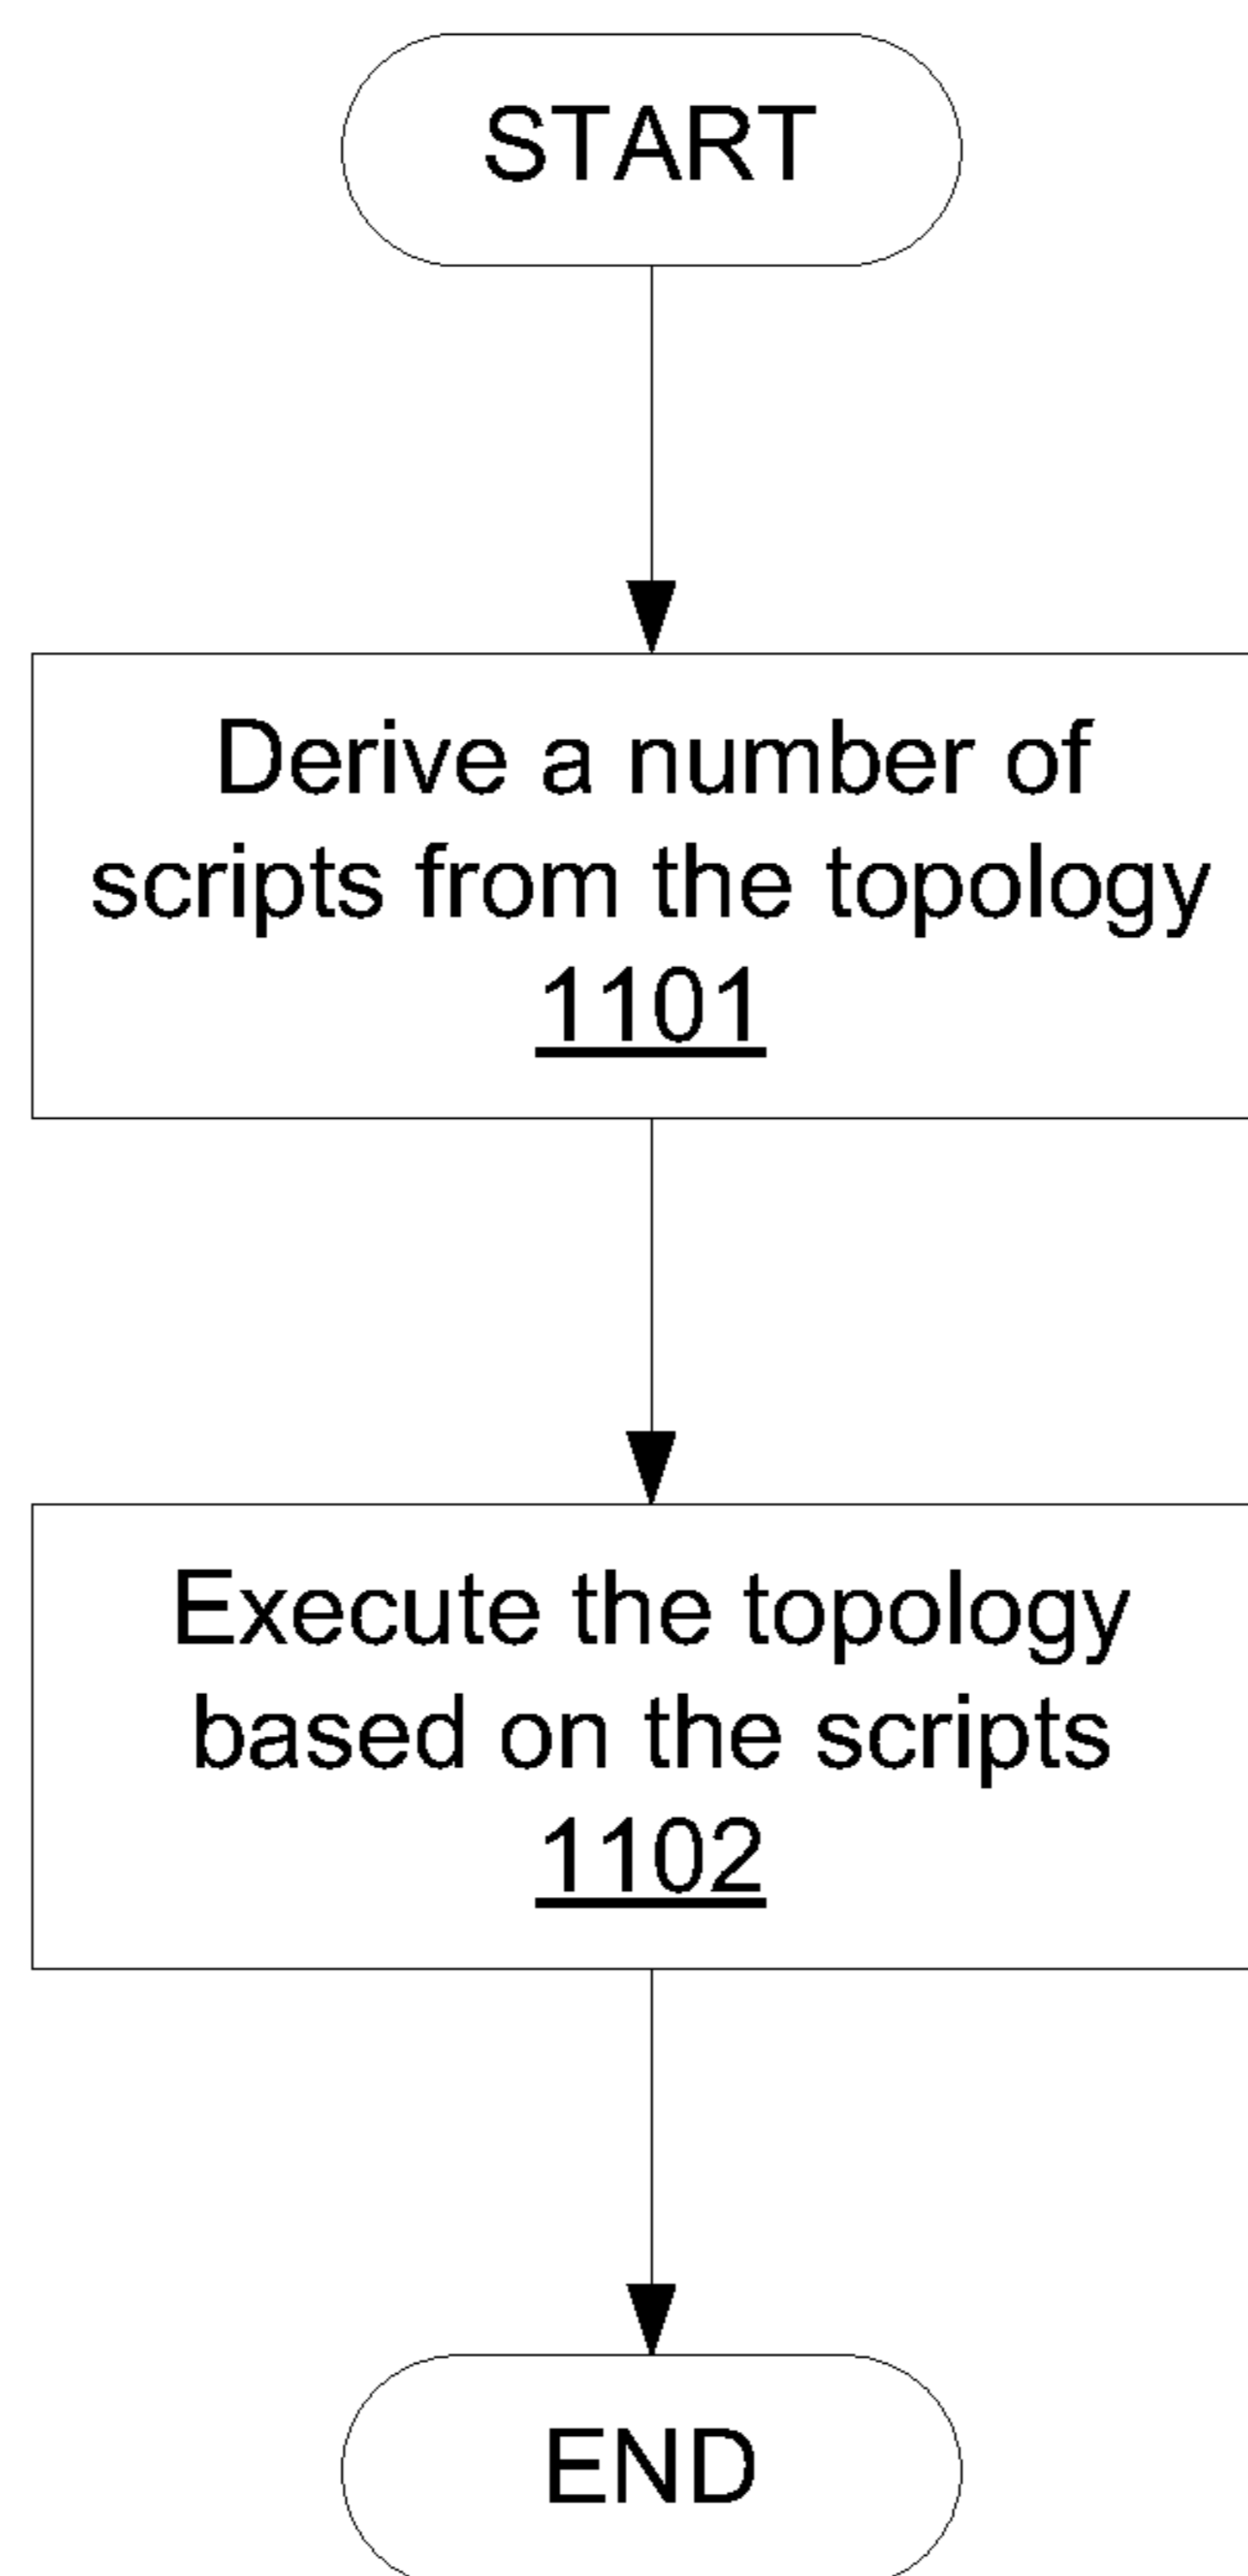 START
Derive a number of
scripts from the topology
1101
Execute the topology
based on the scripts
1102
END